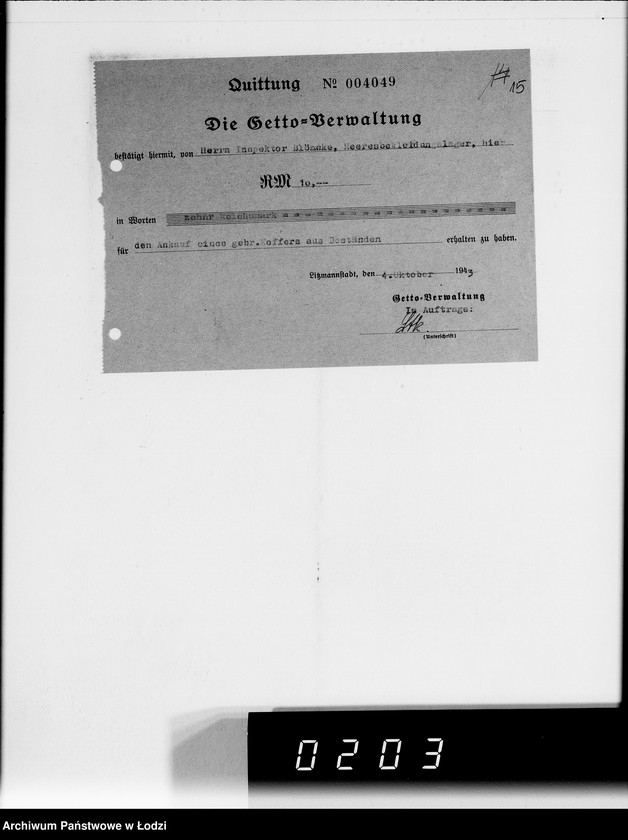 Quittung No 004049
15
Die Getto-Verwaltung
bestätigt hiermit, von Herrn Inspektor Blömcke, Heeresbekleidungslager, hier
RM 10,--
in Worten zehn Reichsmark
für den Ankauf eines gebr. Koffers aus Beständen erhalten zu haben.
Litzmannstadt, den 4. Oktober 1943
Getto-Verwaltung
Im Auftrage:
(Unterschrift)
0203
Archiwum Państwowe w Łodzi